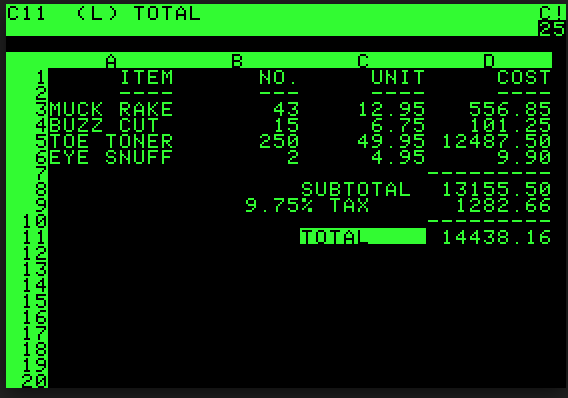 C11 (L) TOTAL C!
25
A B C D
1 ITEM NO. UNIT COST
2 ---- --- ---- ----
3 MUCK RAKE 43 12.95 556.85
4 BUZZ CUT 15 6.75 101.25
5 TOE TONER 250 49.95 12487.50
6 EYE SNUFF 2 4.95 9.90
7 ---------
8 SUBTOTAL 13155.50
9 9.75% TAX 1282.66
10 ---------
11 TOTAL 14438.16
12
13
14
15
16
17
18
19
20